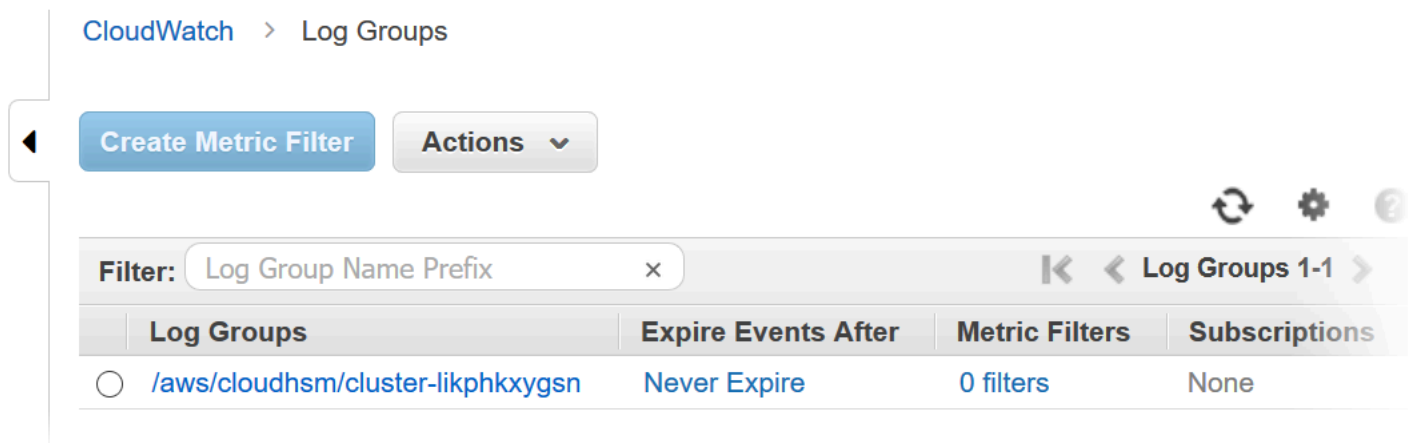 CloudWatch > Log Groups
Create Metric Filter Actions
Filter: Log Group Name Prefix × Log Groups 1-1
Log Groups Expire Events After Metric Filters Subscriptions
/aws/cloudhsm/cluster-likphkxygsn Never Expire 0 filters None